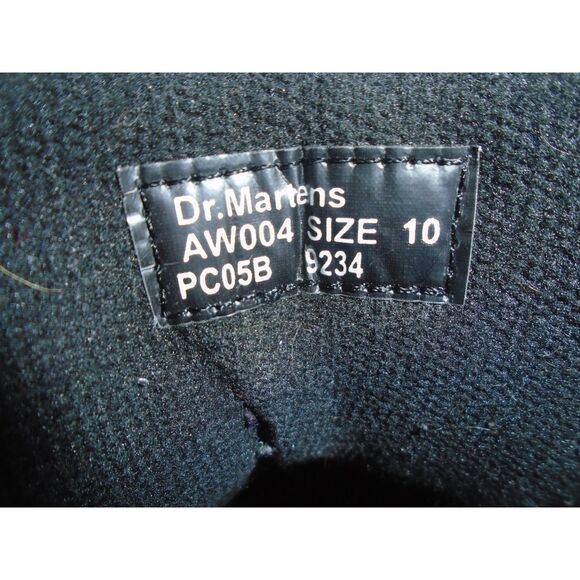 Dr.Martens
AW004 SIZE 10
PC05B 9234